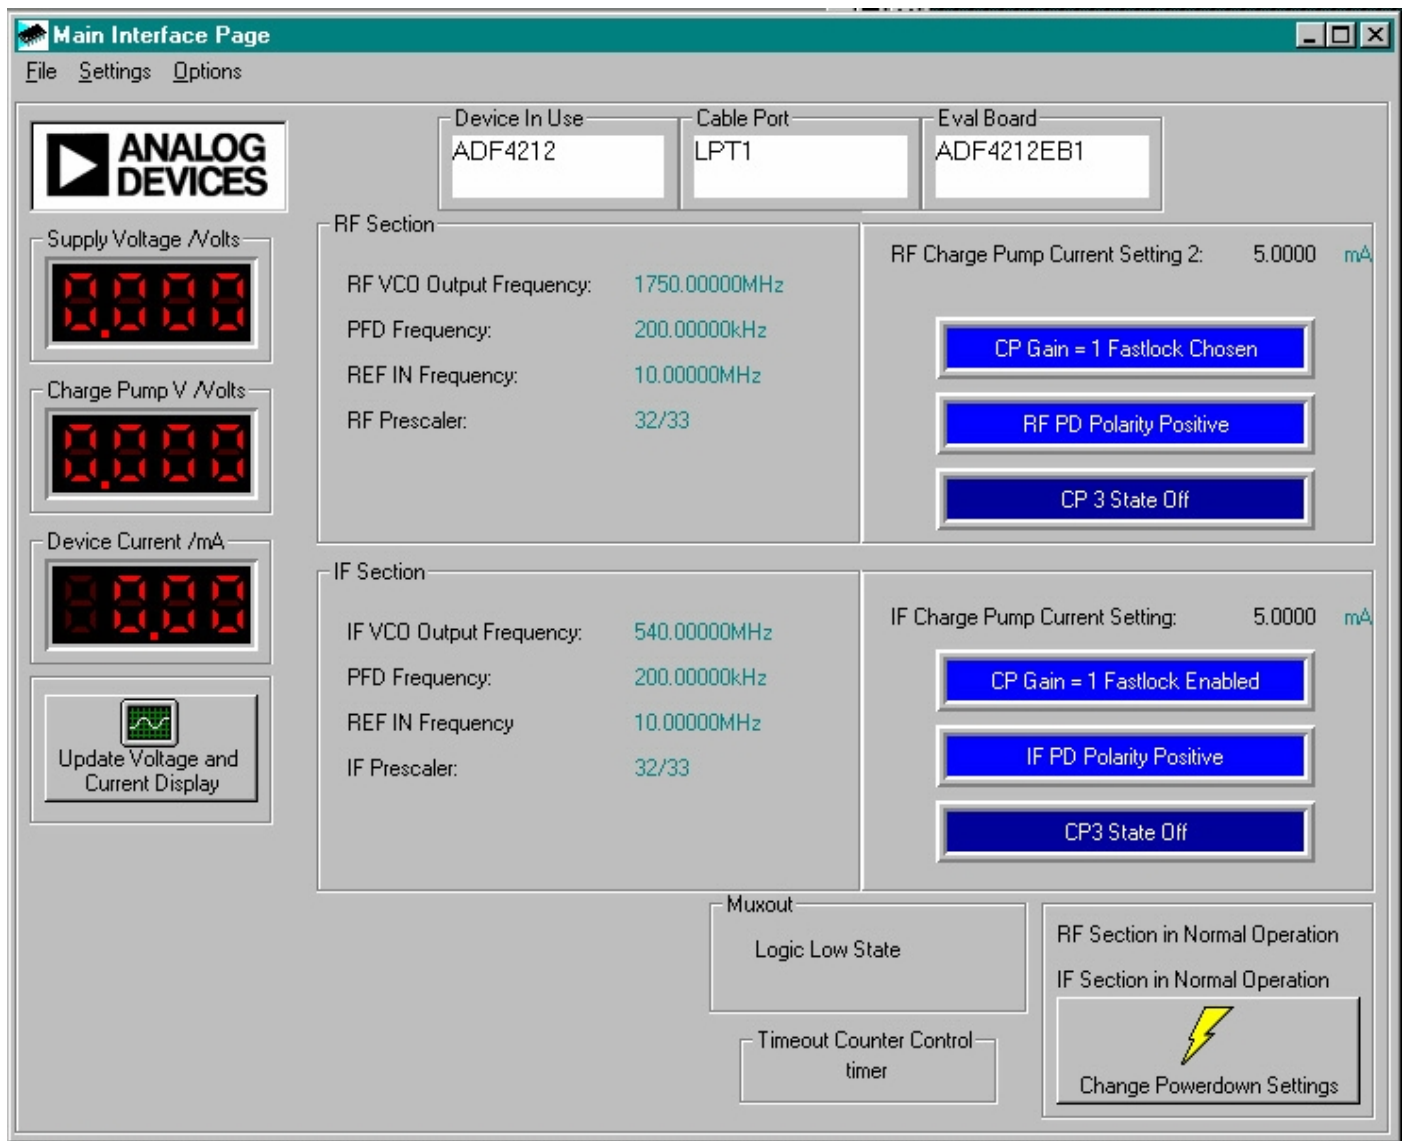 Main Interface Page
File Settings Options
ANALOG
DEVICES
Device In Use
ADF4212
Cable Port
LPT1
Eval Board
ADF4212EB1
Supply Voltage /Volts
0.000
Charge Pump V /Volts
0.000
Device Current /mA
0.00
Update Voltage and
Current Display
RF Section
RF VCO Output Frequency: 1750.00000MHz
PFD Frequency: 200.00000kHz
REF IN Frequency: 10.00000MHz
RF Prescaler: 32/33
RF Charge Pump Current Setting 2: 5.0000 mA
CP Gain = 1 Fastlock Chosen
RF PD Polarity Positive
CP 3 State Off
IF Section
IF VCO Output Frequency: 540.00000MHz
PFD Frequency: 200.00000kHz
REF IN Frequency 10.00000MHz
IF Prescaler: 32/33
IF Charge Pump Current Setting: 5.0000 mA
CP Gain = 1 Fastlock Enabled
IF PD Polarity Positive
CP3 State Off
Muxout
Logic Low State
Timeout Counter Control
timer
RF Section in Normal Operation
IF Section in Normal Operation
Change Powerdown Settings